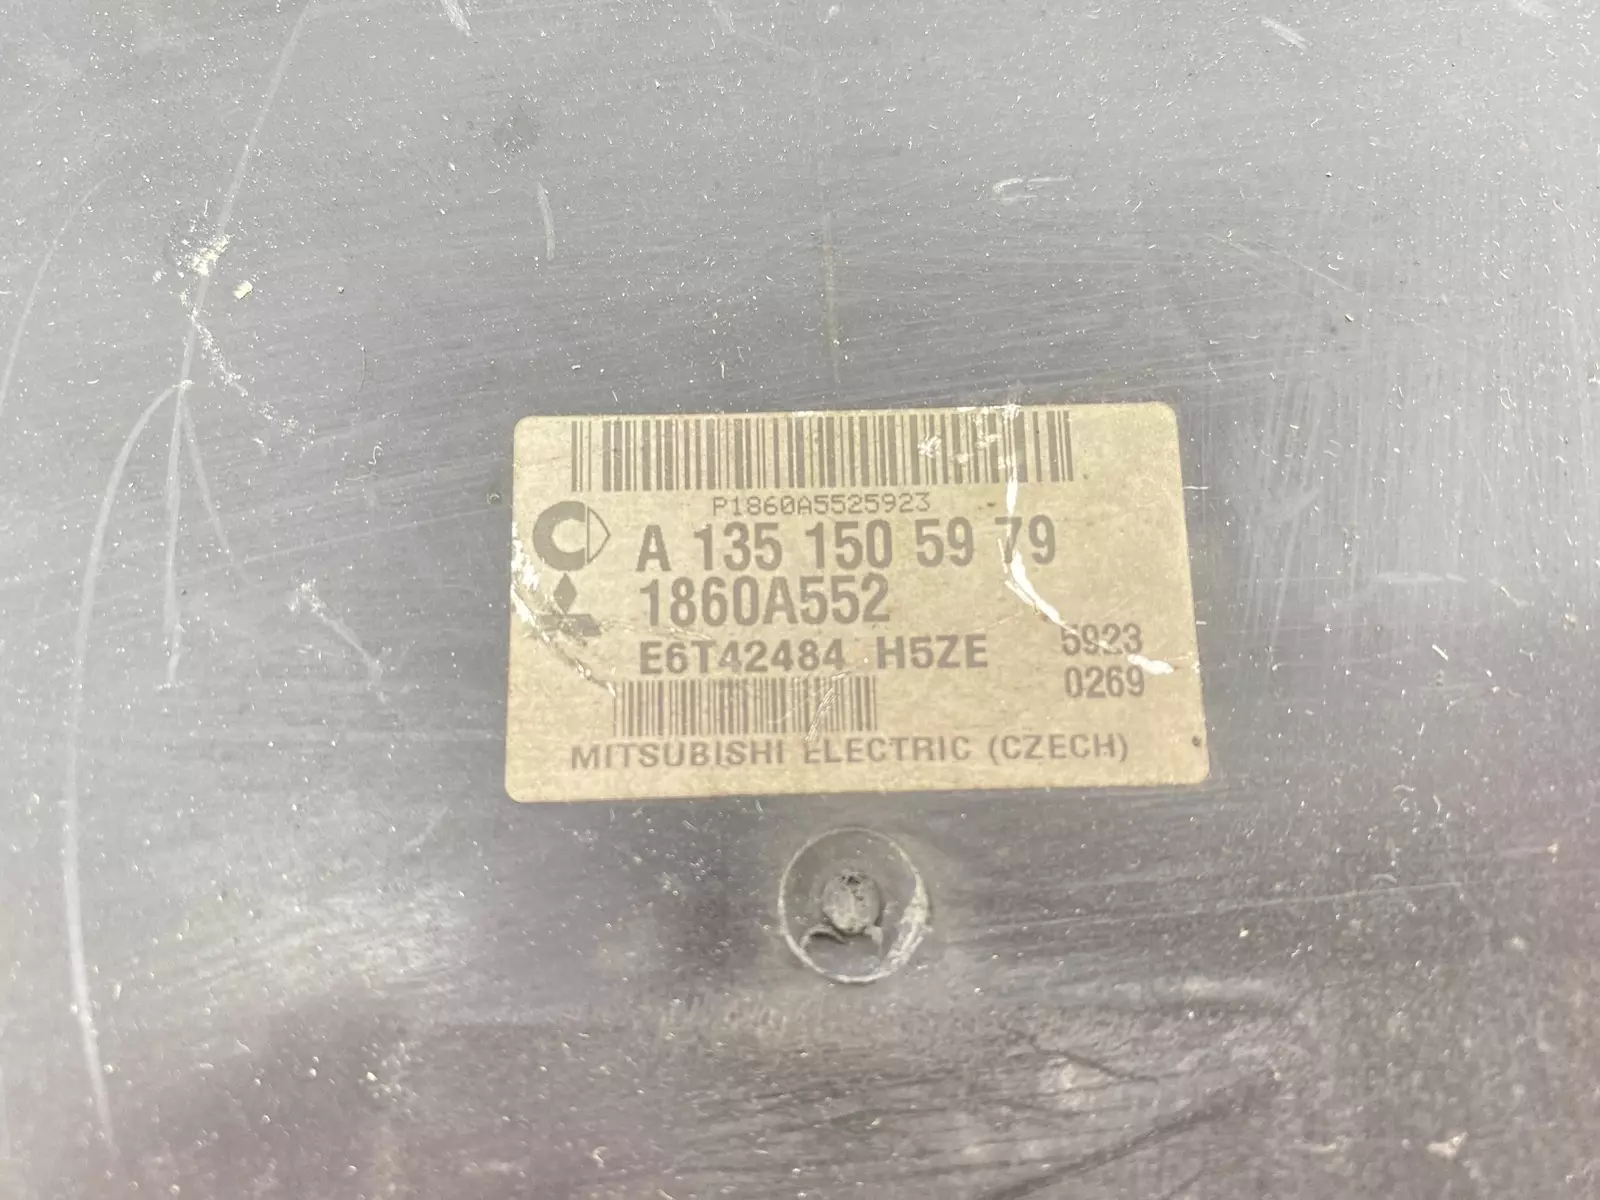 P1860A5525923
A 135 150 59 79
1860A552
E6T42484 H5ZE 5923
0269
MITSUBISHI ELECTRIC (CZECH)